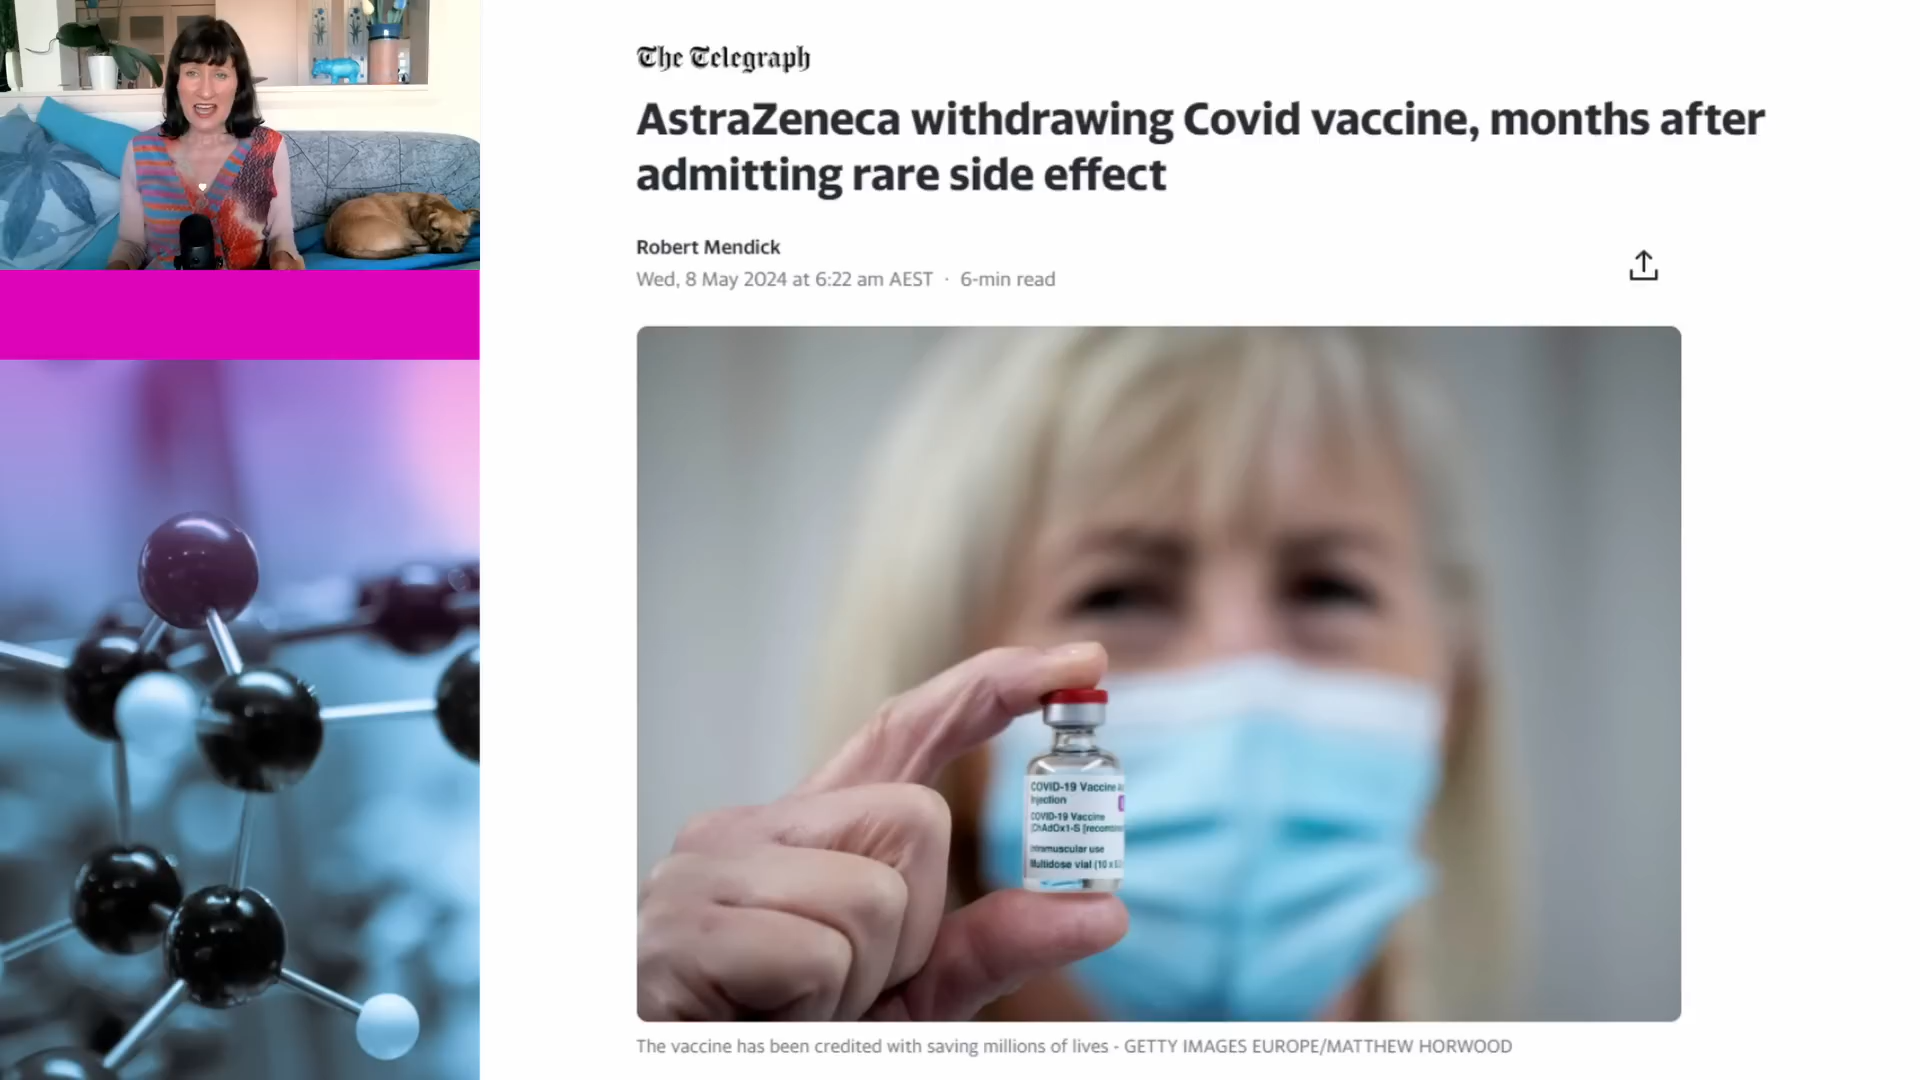 The Telegraph
AstraZeneca withdrawing Covid vaccine, months after
admitting rare side effect
Robert Mendick
Wed, 8 May 2024 at 6:22 am AEST · 6-min read
COVID-19 Vaccine
Injection
COVID-19 Vaccine
Intramuscular use
Multidose vial (10 x
The vaccine has been credited with saving millions of lives - GETTY IMAGES EUROPE/MATTHEW HORWOOD